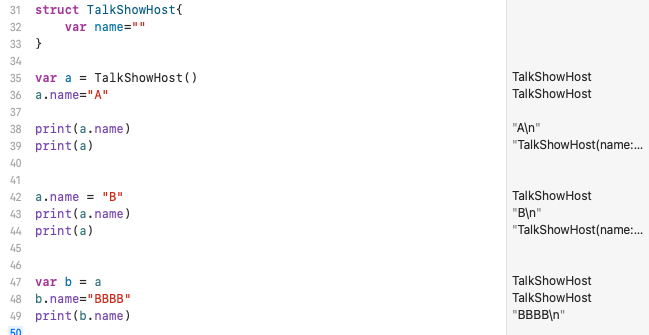 31 struct TalkShowHost{
32 var name=""
33 }
34
35 var a = TalkShowHost() TalkShowHost
36 a.name="A" TalkShowHost
37
38 print(a.name) "A\n"
39 print(a) "TalkShowHost(name:...
40
41
42 a.name = "B" TalkShowHost
43 print(a.name) "B\n"
44 print(a) "TalkShowHost(name:...
45
46
47 var b = a TalkShowHost
48 b.name="BBBB" TalkShowHost
49 print(b.name) "BBBB\n"
50